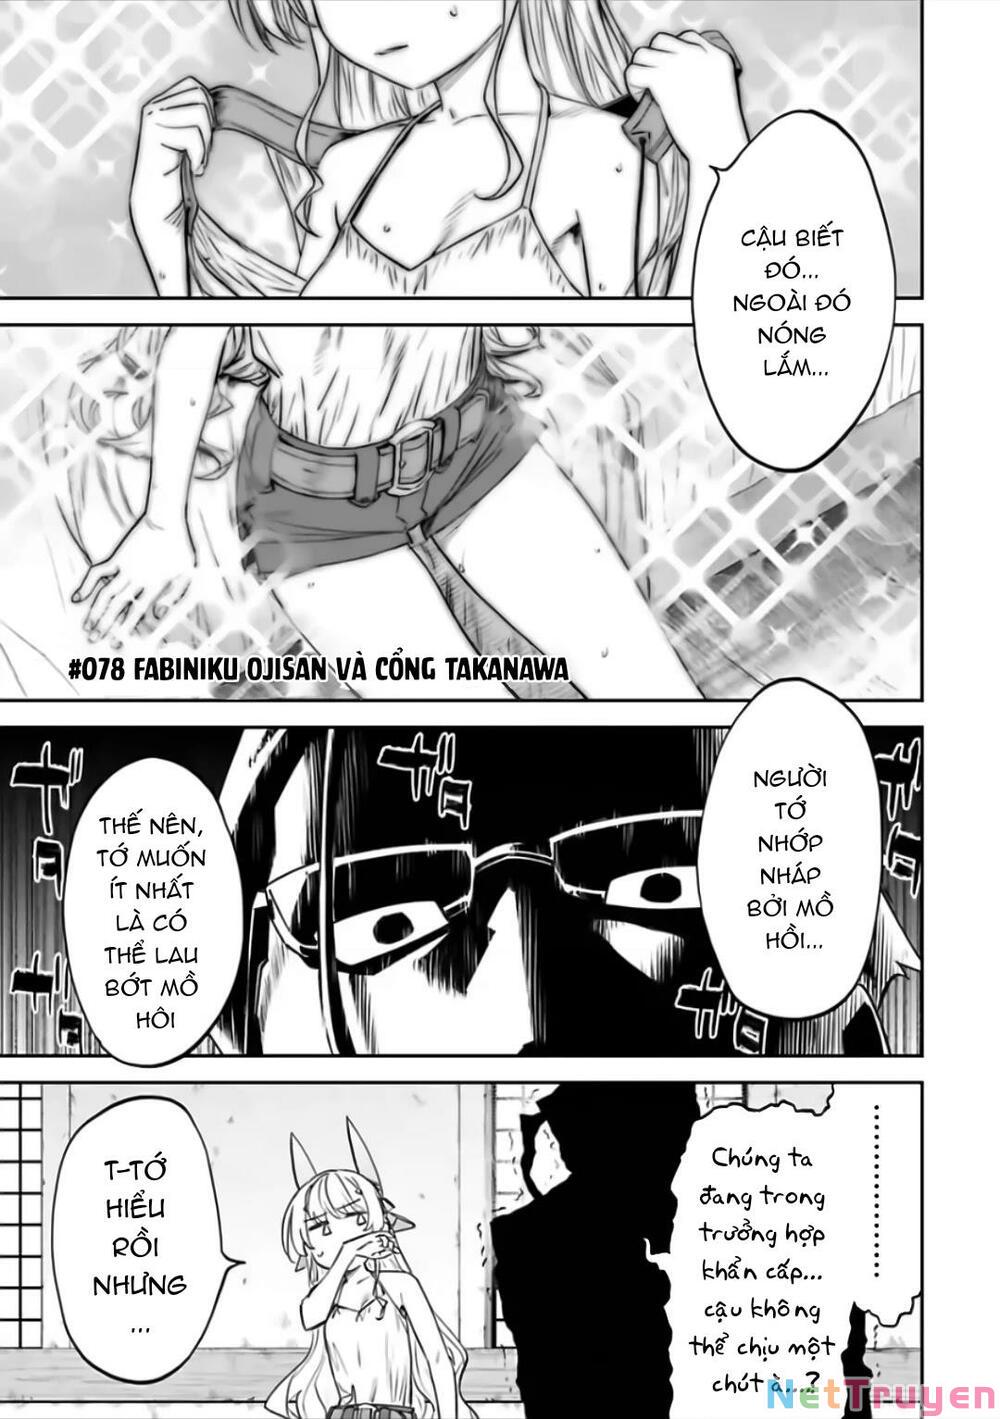 CẬU BIẾT
ĐÓ...
NGOÀI ĐÓ
NÓNG
LẮM...
#078 FABINIKU OJISAN VÀ CỔNG TAKANAWA
NGƯỜI
TỚ
NHỚP
NHÁP
BỞI MỒ
HỒI...
THẾ NÊN,
TỚ MUỐN
ÍT NHẤT
LÀ CÓ
THỂ LAU
BỚT MỒ
HÔI
Chúng ta
đang trong
trưởng hợp
khẩn cấp...
cậu không
thể chịu một
chút à...?
T-TỚ
HIỂU
RỒI
NHƯNG
...
NetTruyen